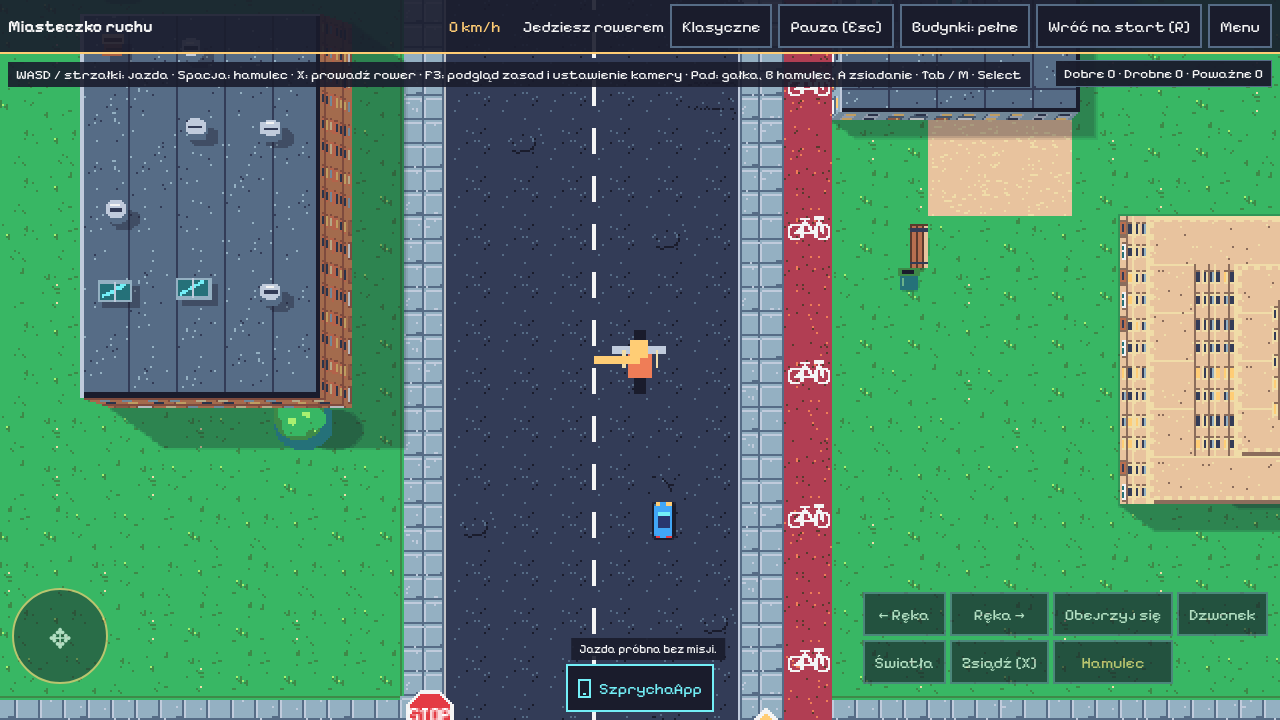 Miasteczko ruchu
0 km/h
Jedziesz rowerem
Klasyczne
Pauza (Esc)
Budynki: pełne
Wróć na start (R)
Menu
WASD / strzałki: jazda · Spacja: hamulec · X: prowadź rower · F3: podgląd zasad i ustawienie kamery · Pad: gałka, B hamulec, A zsiadanie · Tab / M · Select
Dobre 0 · Drobne 0 · Poważne 0
← Ręka
Ręka →
Obejrzyj się
Dzwonek
Światła
Zsiądź (X)
Hamulec
Jazda próbna bez misji.
SzprychaApp
STOP